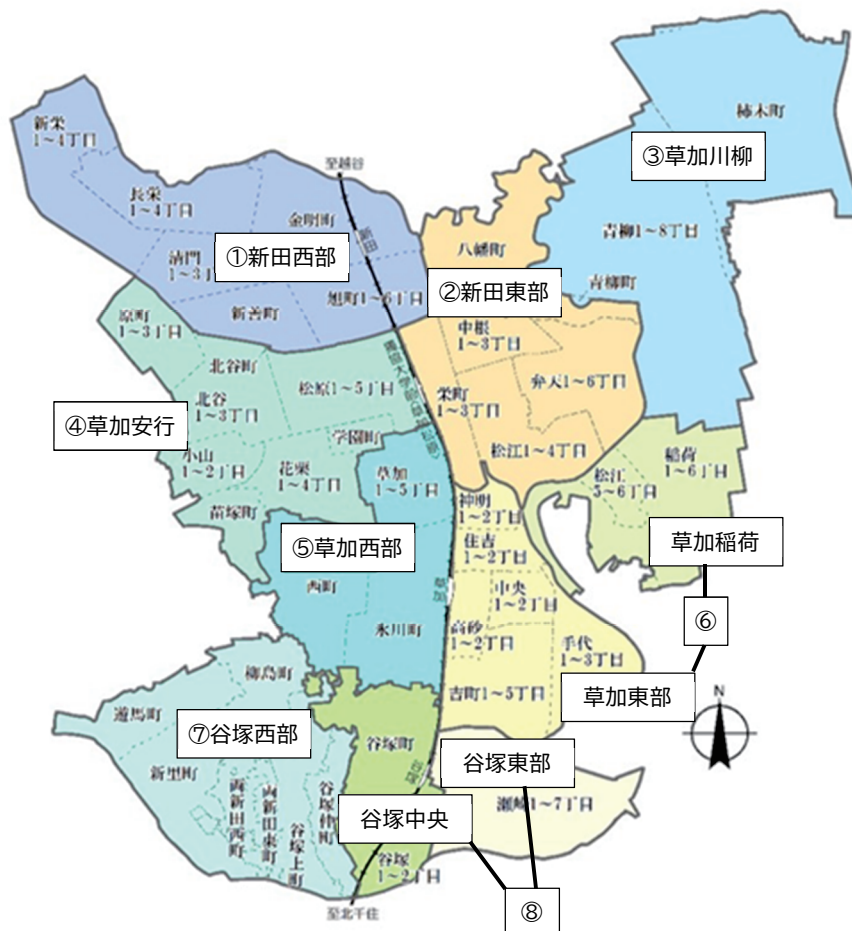 新栄
1～4丁目
長栄
1～4丁目
清門
1～3丁目
金明町
至越谷
新田
①新田西部
旭町1～6丁目
新善町
柿木町
③草加川柳
青柳1～8丁目
青柳町
八幡町
②新田東部
中根
1～3丁目
弁天1～6丁目
栄町
1～3丁目
松江1～4丁目
原町
1～3丁目
北谷町
北谷
1～3丁目
松原1～5丁目
獨協大学前〈草加松原〉
④草加安行
学園町
小山
1～2丁目
花栗
1～4丁目
苗塚町
草加
1～5丁目
⑤草加西部
西町
氷川町
草加
松江
5～6丁目
稲荷
1～6丁目
草加稲荷
⑥
神明
1～2丁目
住吉
1～2丁目
中央
1～2丁目
高砂
1～2丁目
手代
1～3丁目
吉町1～5丁目
草加東部
N
柳島町
遊馬町
⑦谷塚西部
新里町
両新田西町
両新田東町
谷塚上町
谷塚仲町
谷塚町
谷塚
谷塚東部
瀬崎1～7丁目
谷塚中央
谷塚
1～2丁目
⑧
至北千住